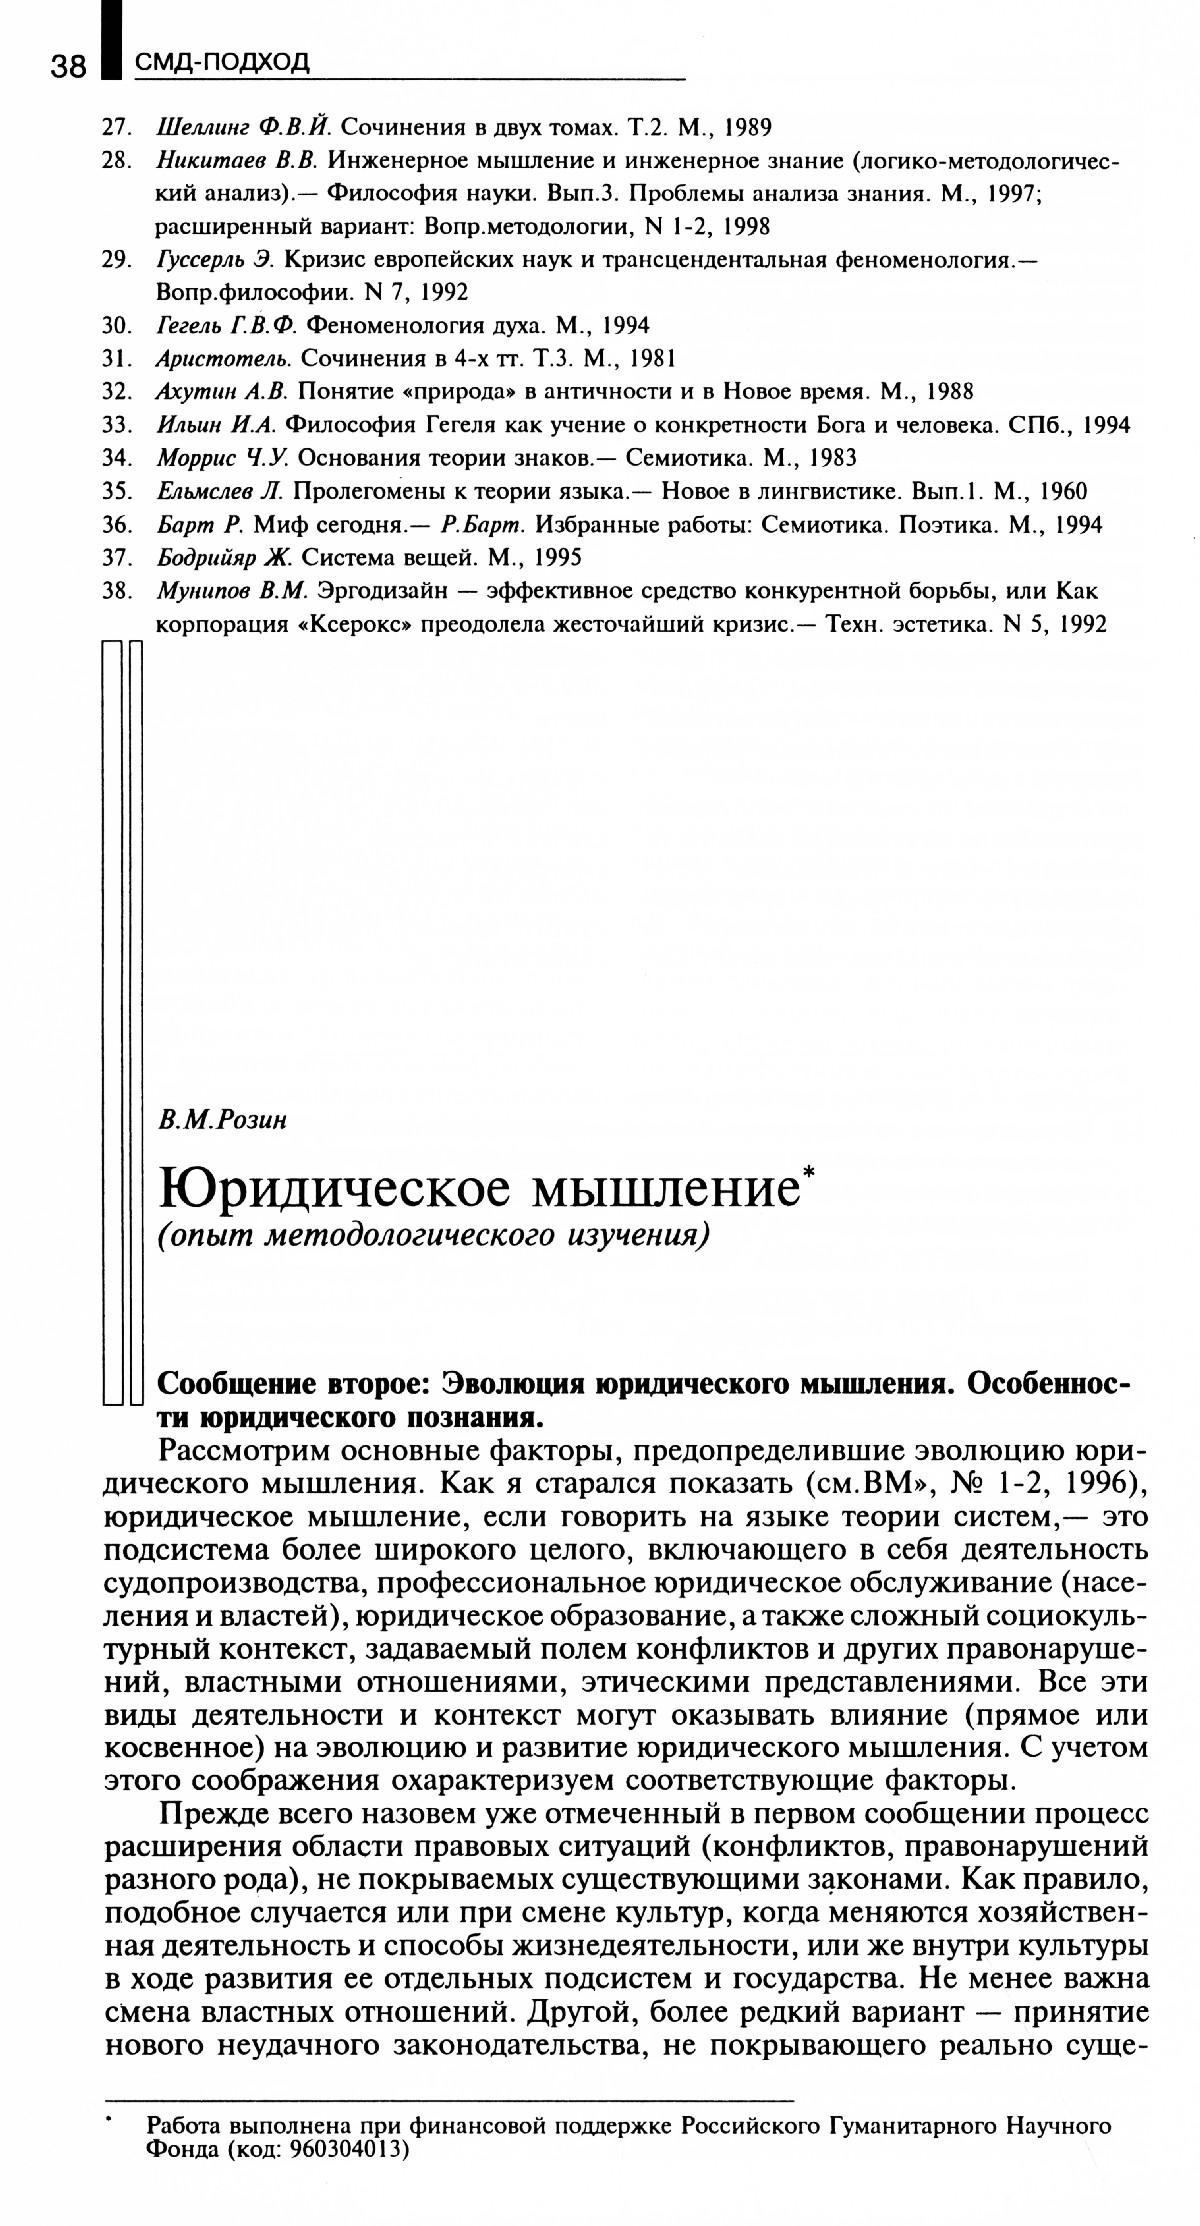 38
СМД-ПОДХОД
27. Шеллинг Ф.В.Й. Сочинения в двух томах. Т.2. М., 1989
28. Никитаев В.В. Инженерное мышление и инженерное знание (логико-методологичес-
кий анализ).— Философия науки. Вып.3. Проблемы анализа знания. М., 1997;
расширенный вариант: Вопр.методологии, N 1-2, 1998
29. Гуссерль Э. Кризис европейских наук и трансцендентальная феноменология.—
Вопр.философии. N 7, 1992
30. Гегель Г.В.Ф. Феноменология духа. М., 1994
31. Аристотель. Сочинения в 4-х тт. Т.3. М., 1981
32. Ахутин А.В. Понятие «природа» в античности и в Новое время. М., 1988
33. Ильин И.А. Философия Гегеля как учение о конкретности Бога и человека. СПб., 1994
34. Моррис Ч.У. Основания теории знаков.— Семиотика. М., 1983
35. Ельмслев Л. Пролегомены к теории языка.— Новое в лингвистике. Вып.1. М., 1960
36. Барт Р. Миф сегодня.— Р.Барт. Избранные работы: Семиотика. Поэтика. М., 1994
37. Бодрийяр Ж. Система вещей. М., 1995
38. Мунипов В.М. Эргодизайн — эффективное средство конкурентной борьбы, или Как
корпорация «Ксерокс» преодолела жесточайший кризис.— Техн. эстетика. N 5, 1992
В.М.Розин
Юридическое мышление*
(опыт методологического изучения)
Сообщение второе: Эволюция юридического мышления. Особеннос-
ти юридического познания.
Рассмотрим основные факторы, предопределившие эволюцию юри-
дического мышления. Как я старался показать (см.ВМ», № 1-2, 1996),
юридическое мышление, если говорить на языке теории систем,— это
подсистема более широкого целого, включающего в себя деятельность
судопроизводства, профессиональное юридическое обслуживание (насе-
ления и властей), юридическое образование, а также сложный социокуль-
турный контекст, задаваемый полем конфликтов и других правонаруше-
ний, властными отношениями, этическими представлениями. Все эти
виды деятельности и контекст могут оказывать влияние (прямое или
косвенное) на эволюцию и развитие юридического мышления. С учетом
этого соображения охарактеризуем соответствующие факторы.
Прежде всего назовем уже отмеченный в первом сообщении процесс
расширения области правовых ситуаций (конфликтов, правонарушений
разного рода), не покрываемых существующими законами. Как правило,
подобное случается или при смене культур, когда меняются хозяйствен-
ная деятельность и способы жизнедеятельности, или же внутри культуры
в ходе развития ее отдельных подсистем и государства. Не менее важна
смена властных отношений. Другой, более редкий вариант — принятие
нового неудачного законодательства, не покрывающего реально суще-
* Работа выполнена при финансовой поддержке Российского Гуманитарного Научного
Фонда (код: 960304013)